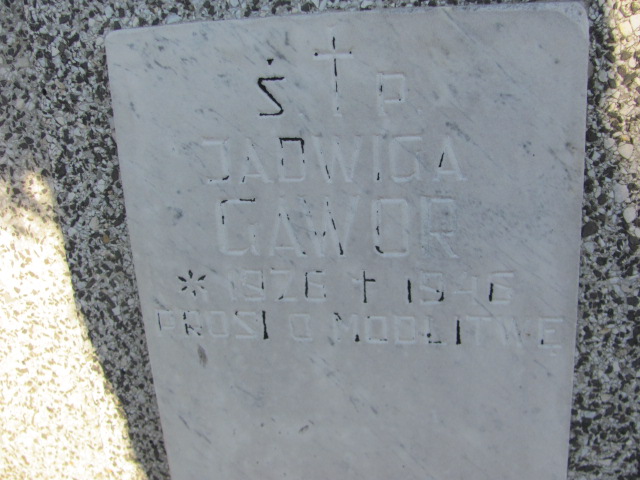 Ś † P
JADWIGA
GAWOR
* 1926 † 1946
PROSI O MODLITWĘ